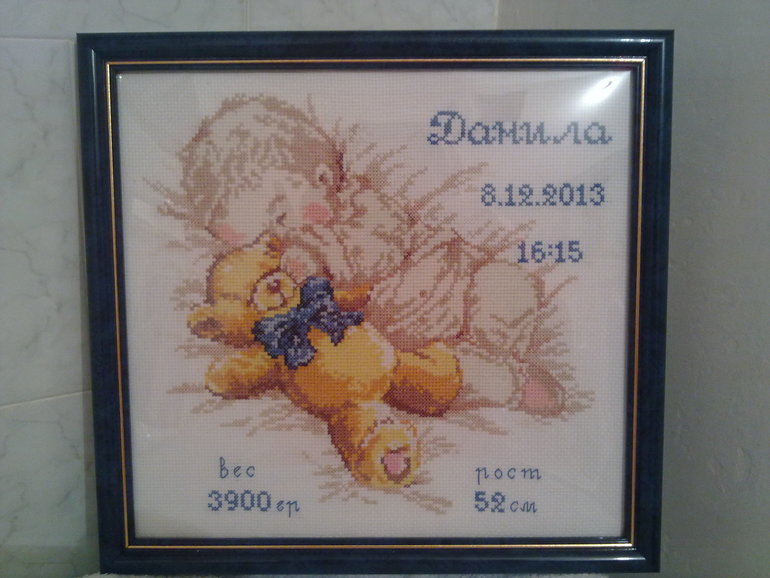 Данила
8.12.2013
16:15
вес рост
3900гр 52см